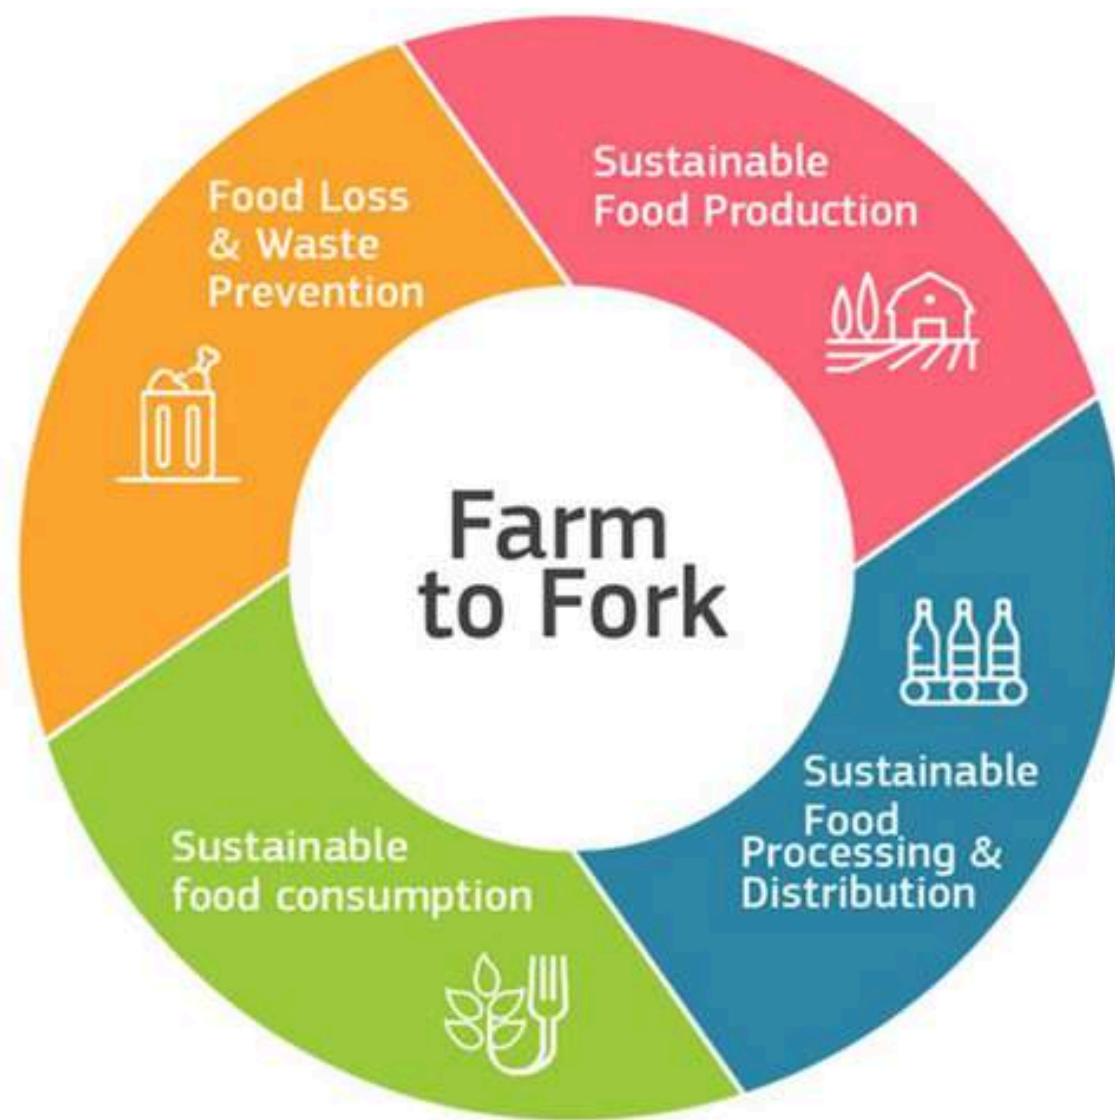 Food Loss
& Waste
Prevention
Sustainable
Food Production
Farm
to Fork
Sustainable
Food
Processing &
Distribution
Sustainable
food consumption